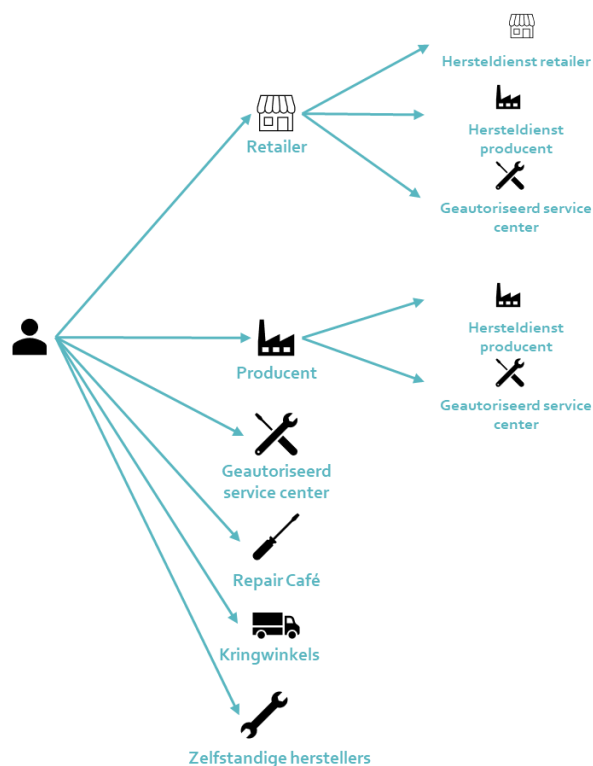 Hersteldienst retailer
Retailer
Hersteldienst
producent
Geautoriseerd service
center
Hersteldienst
producent
Producent
Geautoriseerd service
center
Geautoriseerd
service center
Repair Café
Kringwinkels
Zelfstandige herstellers